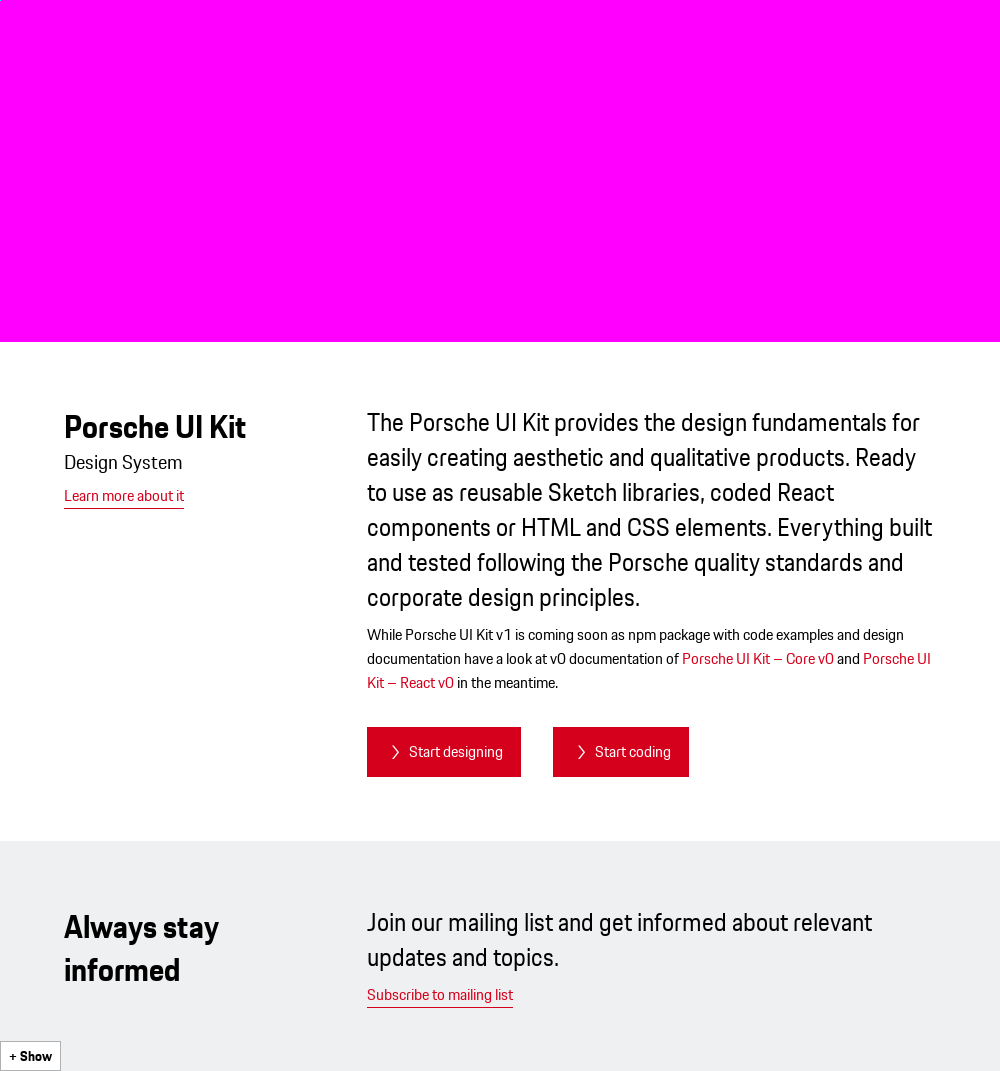 Porsche UI Kit
Design System
Learn more about it
The Porsche UI Kit provides the design fundamentals for
easily creating aesthetic and qualitative products. Ready
to use as reusable Sketch libraries, coded React
components or HTML and CSS elements. Everything built
and tested following the Porsche quality standards and
corporate design principles.
While Porsche UI Kit v1 is coming soon as npm package with code examples and design
documentation have a look at v0 documentation of Porsche UI Kit – Core v0 and Porsche UI
Kit – React v0 in the meantime.
Start designing
Start coding
Always stay
informed
Join our mailing list and get informed about relevant
updates and topics.
Subscribe to mailing list
+ Show